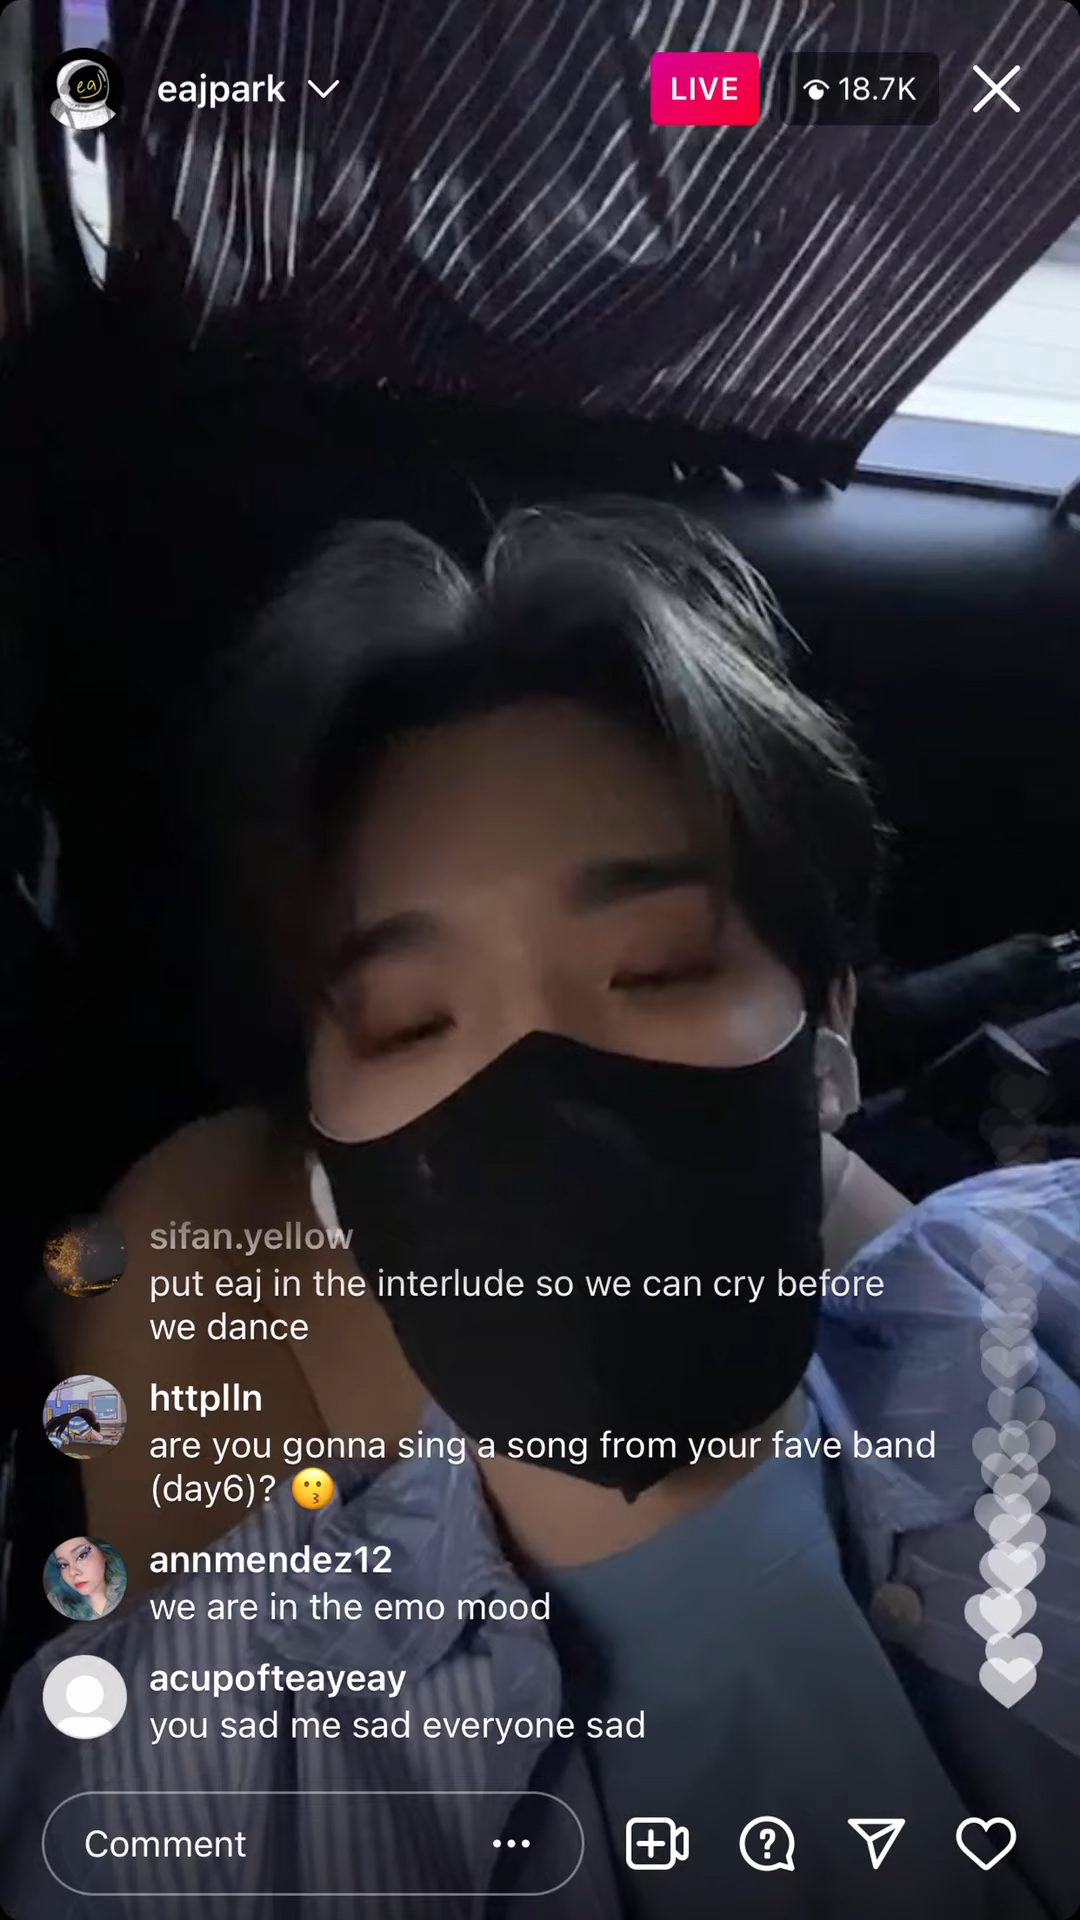 eaj
eajpark
LIVE
18.7K
sifan.yellow
put eaj in the interlude so we can cry before
we dance
httplln
are you gonna sing a song from your fave band
(day6)? 😗
annmendez12
we are in the emo mood
acupofteayeay
you sad me sad everyone sad
Comment